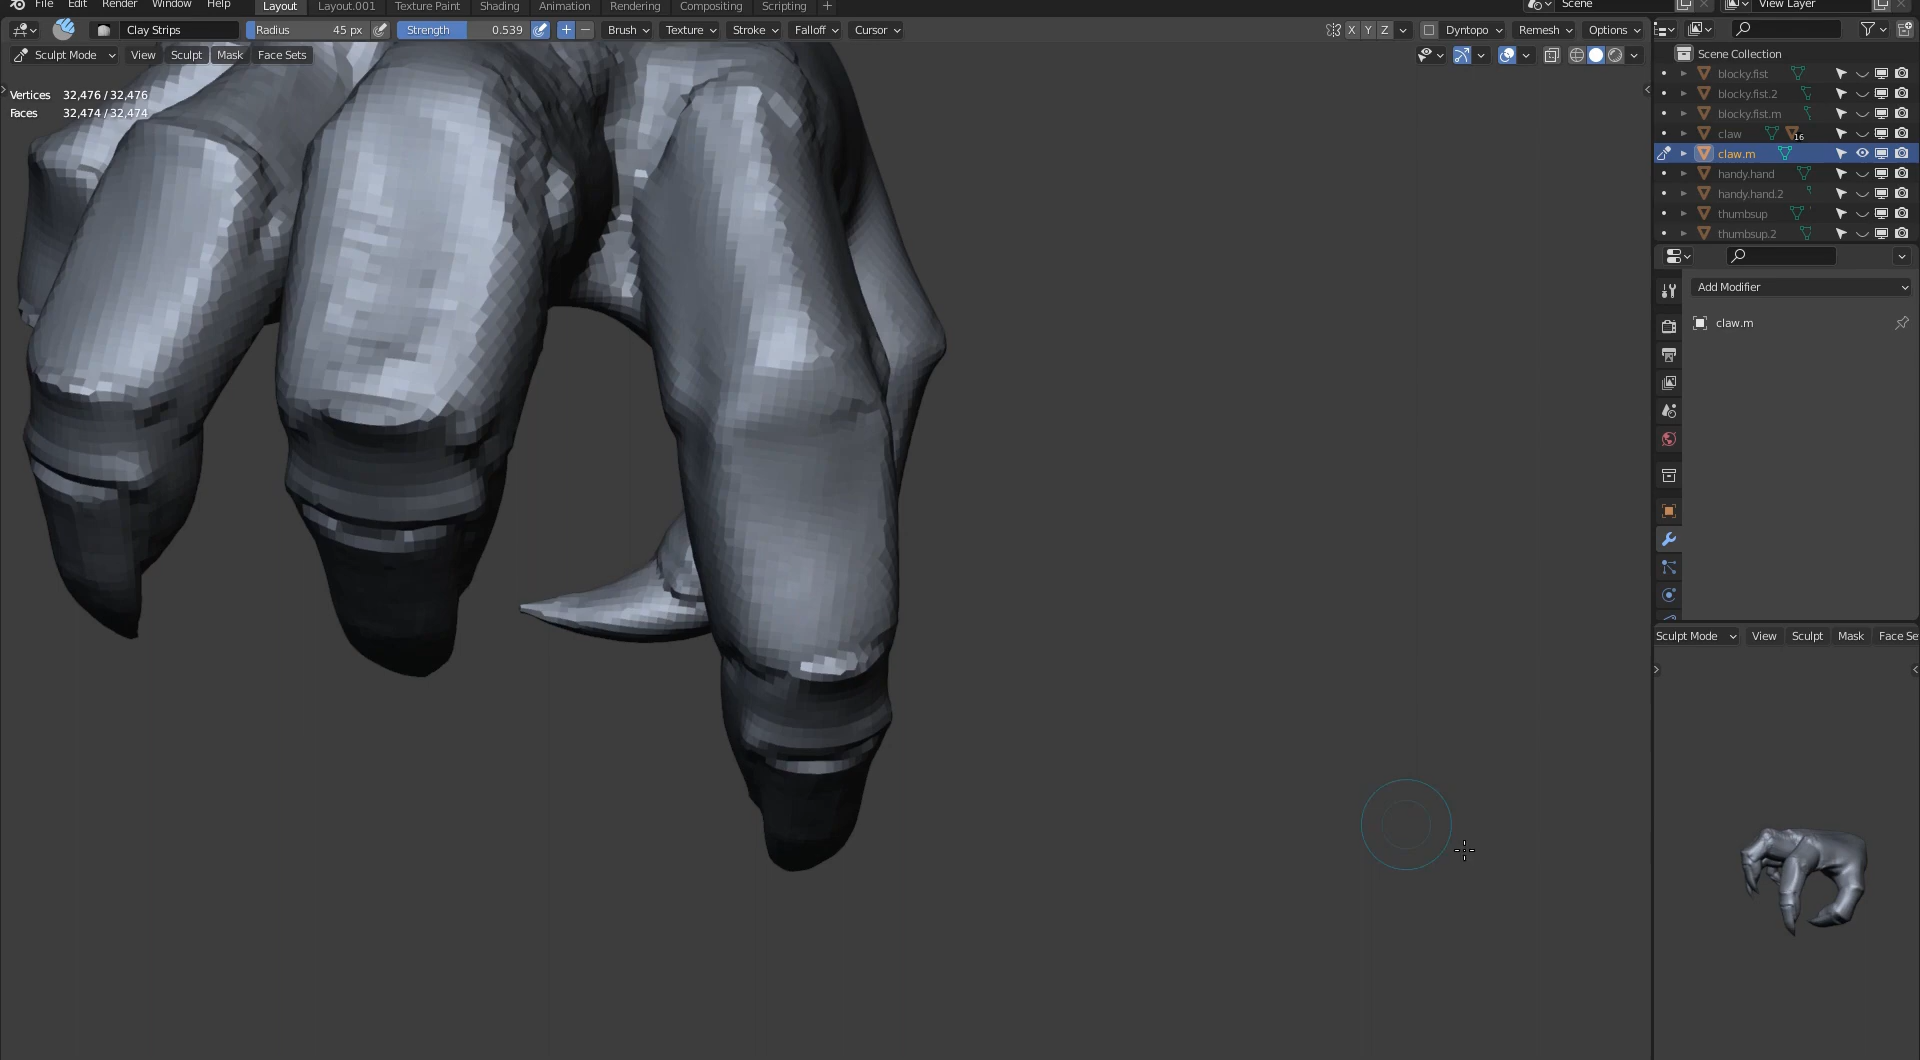 File Edit Render Window Help Layout Layout.001 Texture Paint Shading Animation Rendering Compositing Scripting + Scene View Layer
Clay Strips Radius 45 px Strength 0.539 + − Brush Texture Stroke Falloff Cursor X Y Z Dyntopo Remesh Options
Sculpt Mode View Sculpt Mask Face Sets
Vertices 32,476 / 32,476
Faces 32,474 / 32,474
Scene Collection
blocky.fist
blocky.fist.2
blocky.fist.m
claw 16
claw.m
handy.hand
handy.hand.2
thumbsup
thumbsup.2
Add Modifier
claw.m
Sculpt Mode View Sculpt Mask Face Se